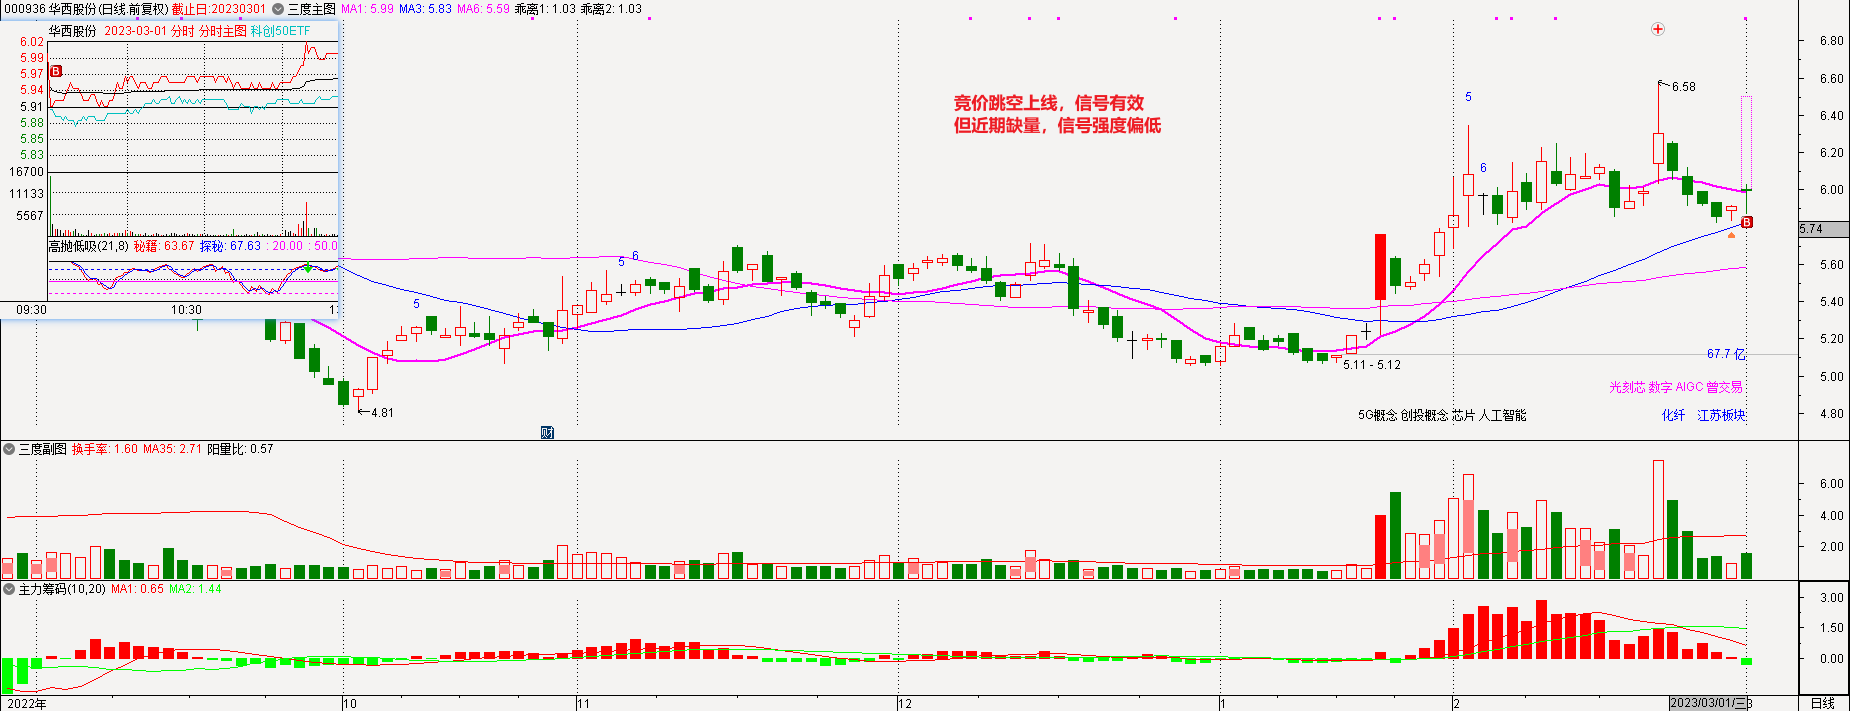 000936 华西股份(日线.前复权) 截止日:20230301 三度主图 MA1: 5.99 MA3: 5.83 MA6: 5.59 乖离1: 1.03 乖离2: 1.03
华西股份 2023-03-01 分时 分时主图 科创50ETF
6.02
5.99
5.97
5.94
5.91
5.88
5.85
5.83
B
16700
11133
5567
高抛低吸(21,8) 秘籍: 63.67 探秘: 67.63 : 20.00 : 50.0
09:30 10:30 1
竞价跳空上线，信号有效
但近期缺量，信号强度偏低
5
6
6.58
5
5 6
4.81
5.11 - 5.12
B
67.7 亿
光刻芯 数字 AIGC 曾交易
5G概念 创投概念 芯片 人工智能
化纤 江苏板块
财
6.80
6.60
6.40
6.20
6.00
5.74
5.60
5.40
5.20
5.00
4.80
三度副图 换手率: 1.60 MA35: 2.71 阳量比: 0.57
6.00
4.00
2.00
主力筹码(10,20) MA1: 0.65 MA2: 1.44
3.00
1.50
0.00
2022年 10 11 12 1 2 2023/03/01/三 3 日线